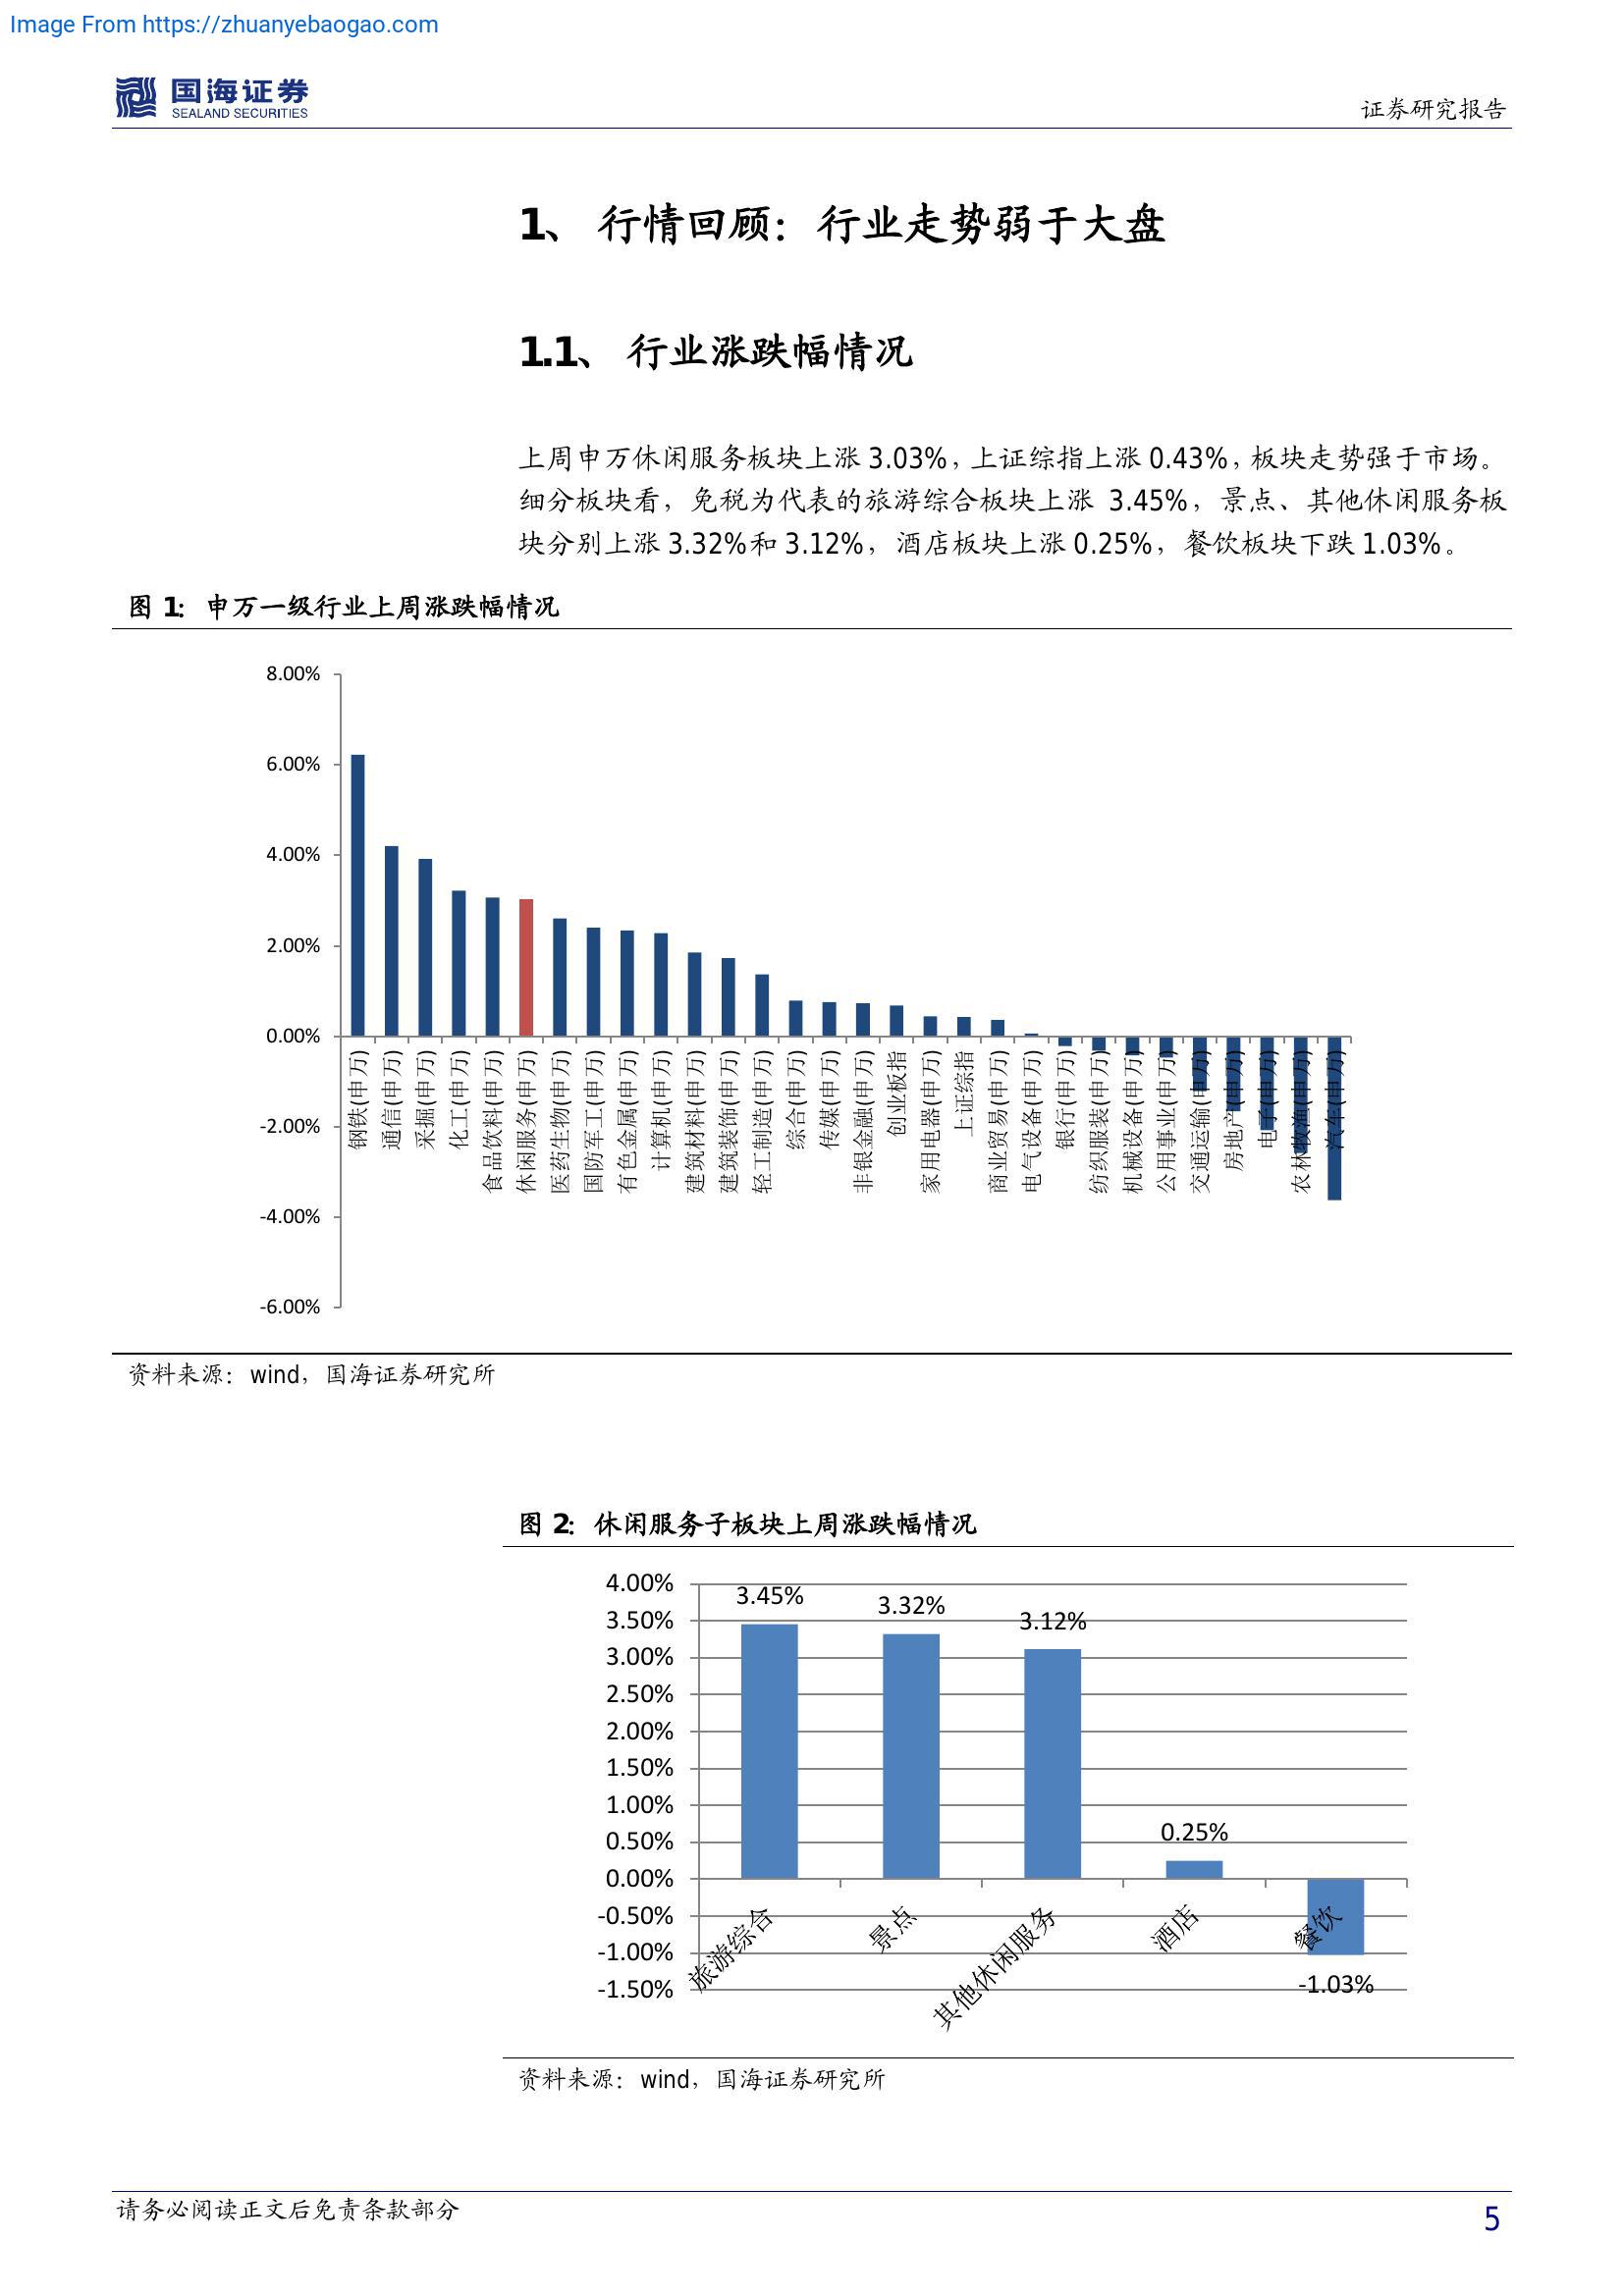 Image From https://zhuanyebaogao.com
国海证券
SEALAND SECURITIES
证券研究报告
1、 行情回顾：行业走势弱于大盘
1.1、 行业涨跌幅情况
上周申万休闲服务板块上涨 3.03%，上证综指上涨 0.43%，板块走势强于市场。
细分板块看，免税为代表的旅游综合板块上涨 3.45%，景点、其他休闲服务板
块分别上涨 3.32%和 3.12%，酒店板块上涨 0.25%，餐饮板块下跌 1.03%。
图 1：申万一级行业上周涨跌幅情况
8.00%
6.00%
4.00%
2.00%
0.00%
-2.00%
-4.00%
-6.00%
钢铁(申万)
通信(申万)
采掘(申万)
化工(申万)
食品饮料(申万)
休闲服务(申万)
医药生物(申万)
国防军工(申万)
有色金属(申万)
计算机(申万)
建筑材料(申万)
建筑装饰(申万)
轻工制造(申万)
综合(申万)
传媒(申万)
非银金融(申万)
创业板指
家用电器(申万)
上证综指
商业贸易(申万)
电气设备(申万)
银行(申万)
纺织服装(申万)
机械设备(申万)
公用事业(申万)
交通运输(申万)
房地产(申万)
电子(申万)
农林牧渔(申万)
汽车(申万)
资料来源：wind，国海证券研究所
图 2：休闲服务子板块上周涨跌幅情况
4.00%
3.50%
3.00%
2.50%
2.00%
1.50%
1.00%
0.50%
0.00%
-0.50%
-1.00%
-1.50%
3.45%
3.32%
3.12%
0.25%
-1.03%
旅游综合
景点
其他休闲服务
酒店
餐饮
资料来源：wind，国海证券研究所
请务必阅读正文后免责条款部分
5